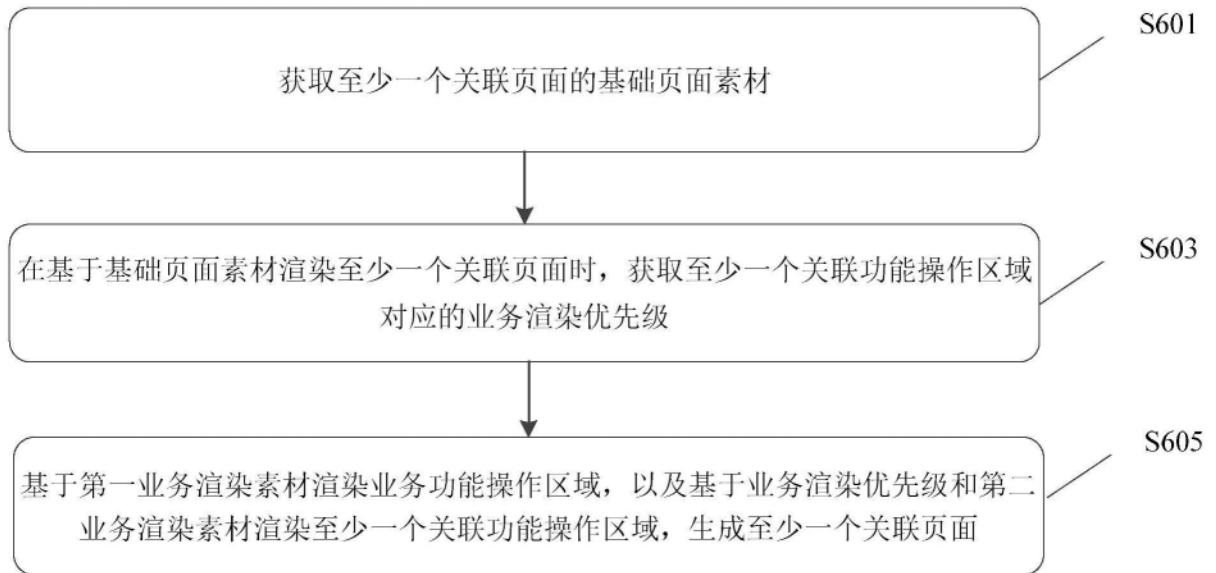 S601
获取至少一个关联页面的基础页面素材
S603
在基于基础页面素材渲染至少一个关联页面时，获取至少一个关联功能操作区域
对应的业务渲染优先级
S605
基于第一业务渲染素材渲染业务功能操作区域，以及基于业务渲染优先级和第二
业务渲染素材渲染至少一个关联功能操作区域，生成至少一个关联页面